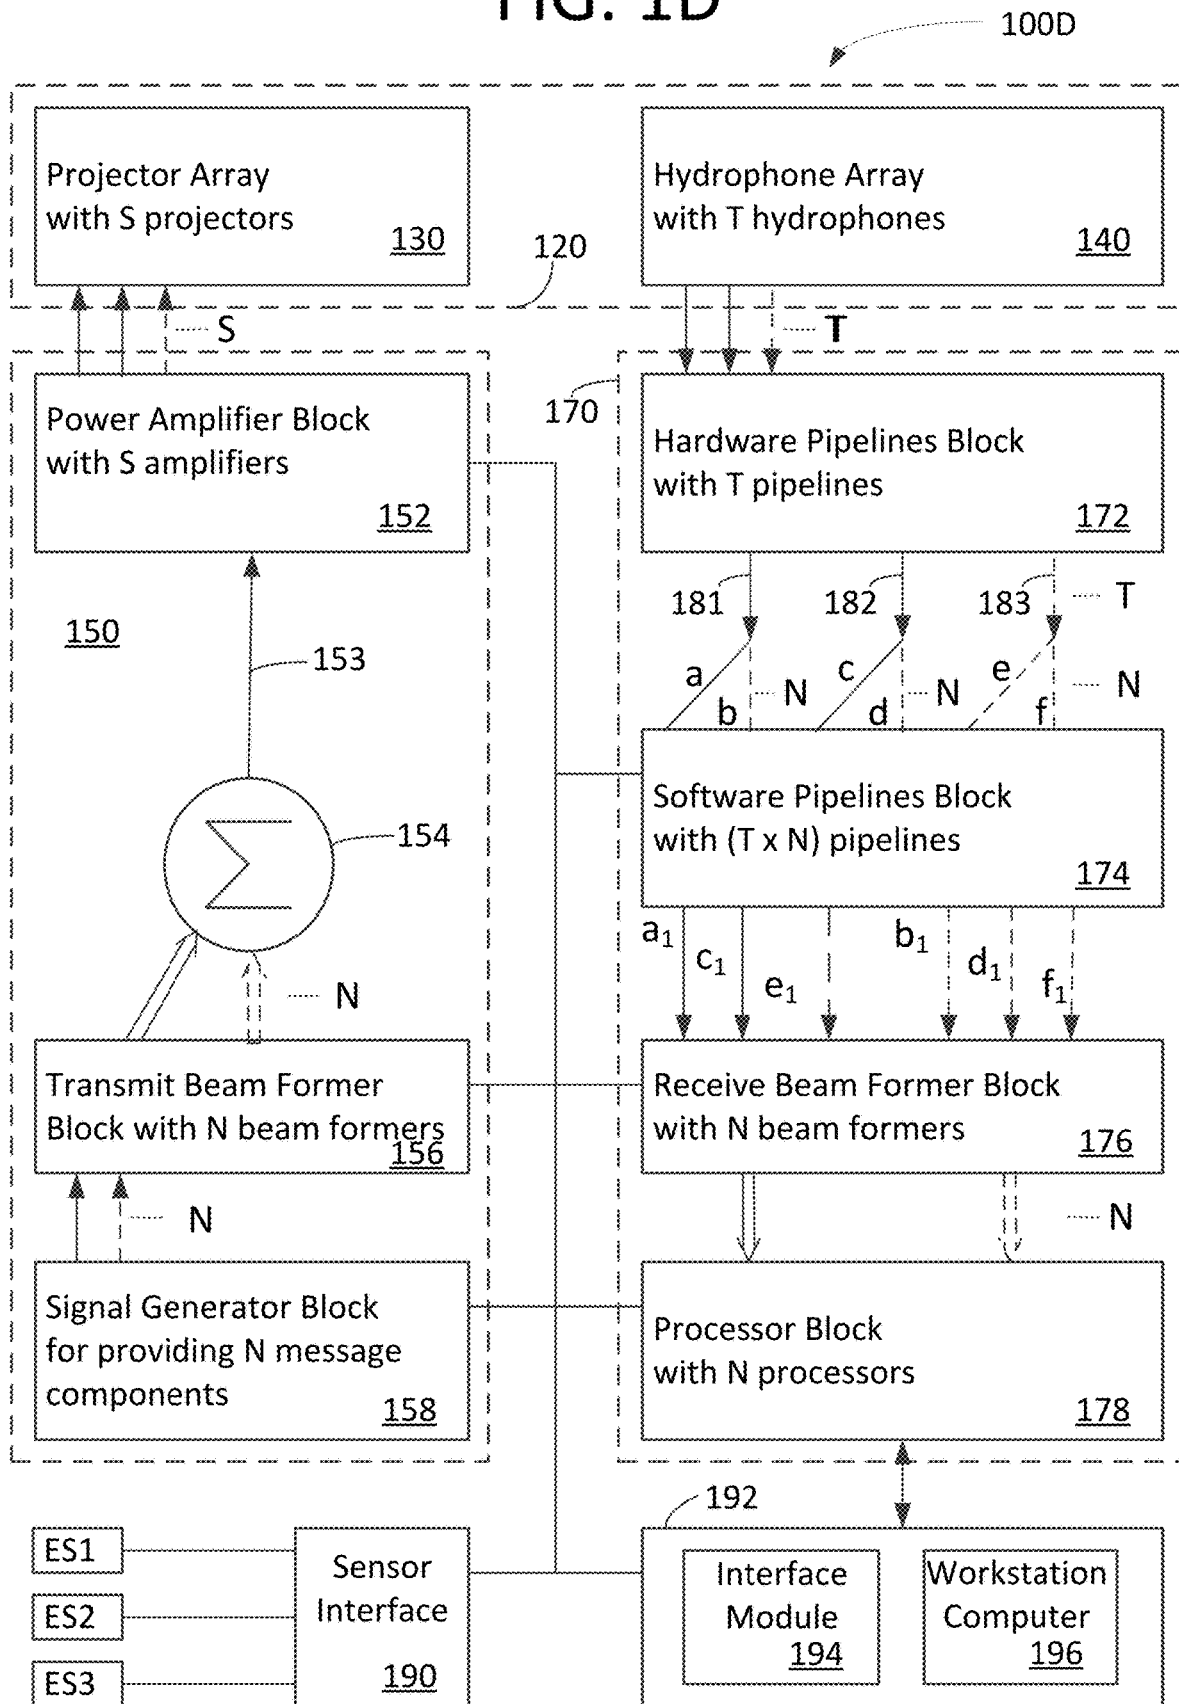 FIG. 1D
100D
Projector Array
with S projectors
130
Hydrophone Array
with T hydrophones
140
120
S
T
170
Power Amplifier Block
with S amplifiers
152
Hardware Pipelines Block
with T pipelines
172
181
182
183
T
150
153
a
b
N
c
d
N
e
f
N
154
Software Pipelines Block
with (T x N) pipelines
174
Σ
a1
c1
e1
b1
d1
f1
N
Transmit Beam Former
Block with N beam formers
156
Receive Beam Former Block
with N beam formers
176
N
N
Signal Generator Block
for providing N message
components
158
Processor Block
with N processors
178
192
ES1
ES2
ES3
Sensor
Interface
190
Interface
Module
194
Workstation
Computer
196